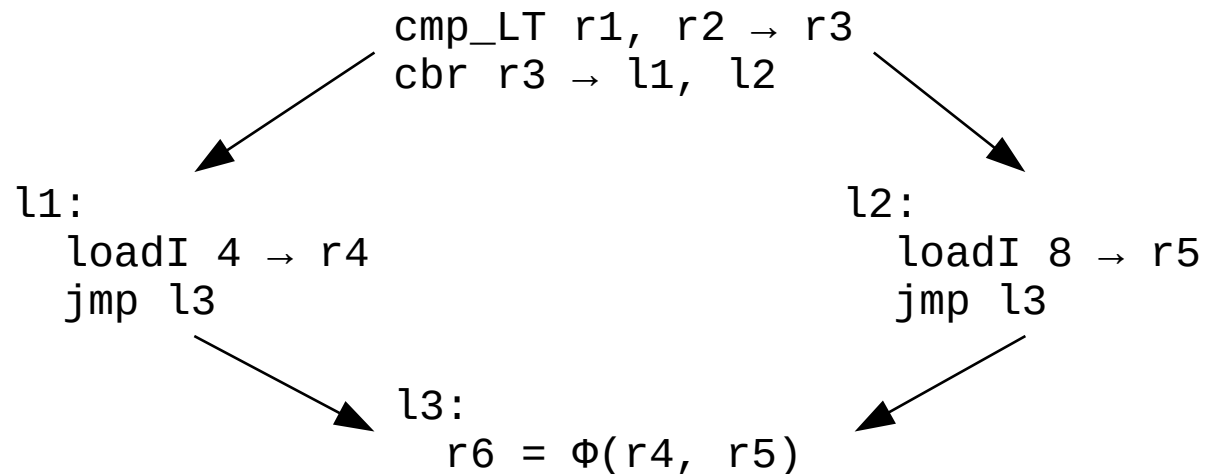 cmp_LT r1, r2 → r3
cbr r3 → l1, l2
l1:
loadI 4 → r4
jmp l3
l2:
loadI 8 → r5
jmp l3
l3:
r6 = Φ(r4, r5)